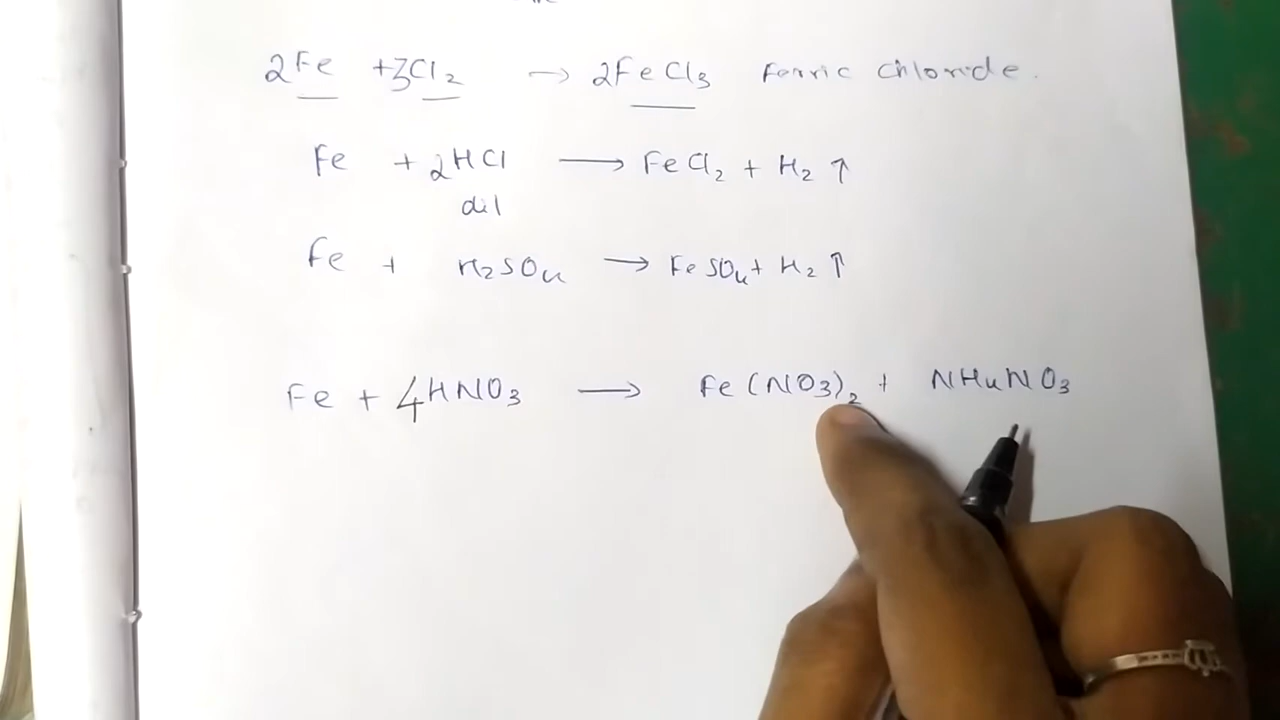 2Fe + 3Cl₂ → 2FeCl₃ Ferric Chloride.
Fe + 2HCl → FeCl₂ + H₂ ↑
dil
Fe + H₂SO₄ → FeSO₄ + H₂ ↑
Fe + 4HNO₃ → Fe(NO₃)₂ + NH₄NO₃